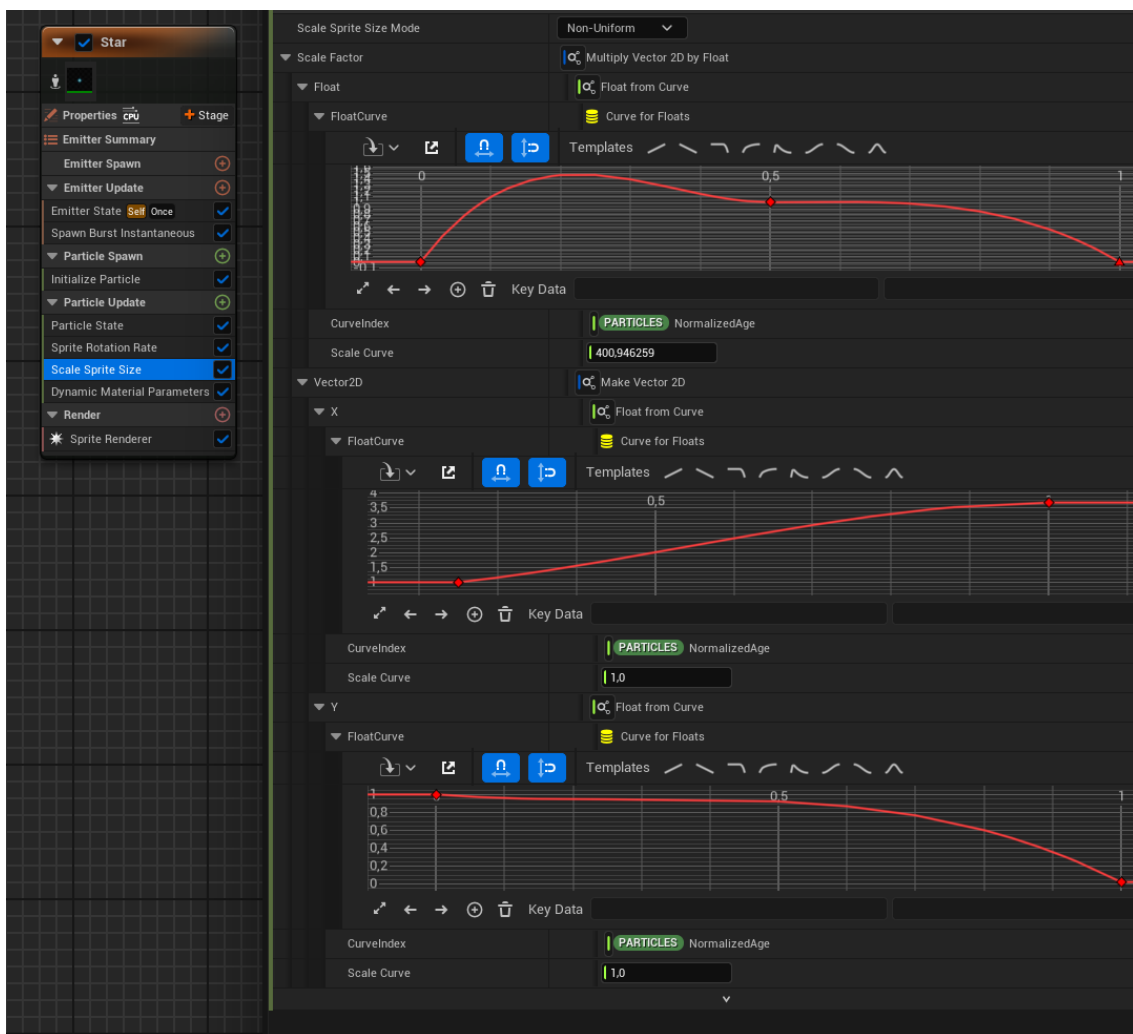 Star
Properties CPU + Stage
Emitter Summary
Emitter Spawn
Emitter Update
Emitter State Self Once
Spawn Burst Instantaneous
Particle Spawn
Initialize Particle
Particle Update
Particle State
Sprite Rotation Rate
Scale Sprite Size
Dynamic Material Parameters
Render
Sprite Renderer
Scale Sprite Size Mode Non-Uniform
Scale Factor Multiply Vector 2D by Float
Float Float from Curve
FloatCurve Curve for Floats
Templates
0 0,5 1
Key Data
CurveIndex PARTICLES NormalizedAge
Scale Curve 400,946259
Vector2D Make Vector 2D
X Float from Curve
FloatCurve Curve for Floats
Templates
4 0,5
3,5
3
2,5
2
1,5
1
Key Data
CurveIndex PARTICLES NormalizedAge
Scale Curve 1,0
Y Float from Curve
FloatCurve Curve for Floats
Templates
1 0,5 1
0,8
0,6
0,4
0,2
0
Key Data
CurveIndex PARTICLES NormalizedAge
Scale Curve 1,0